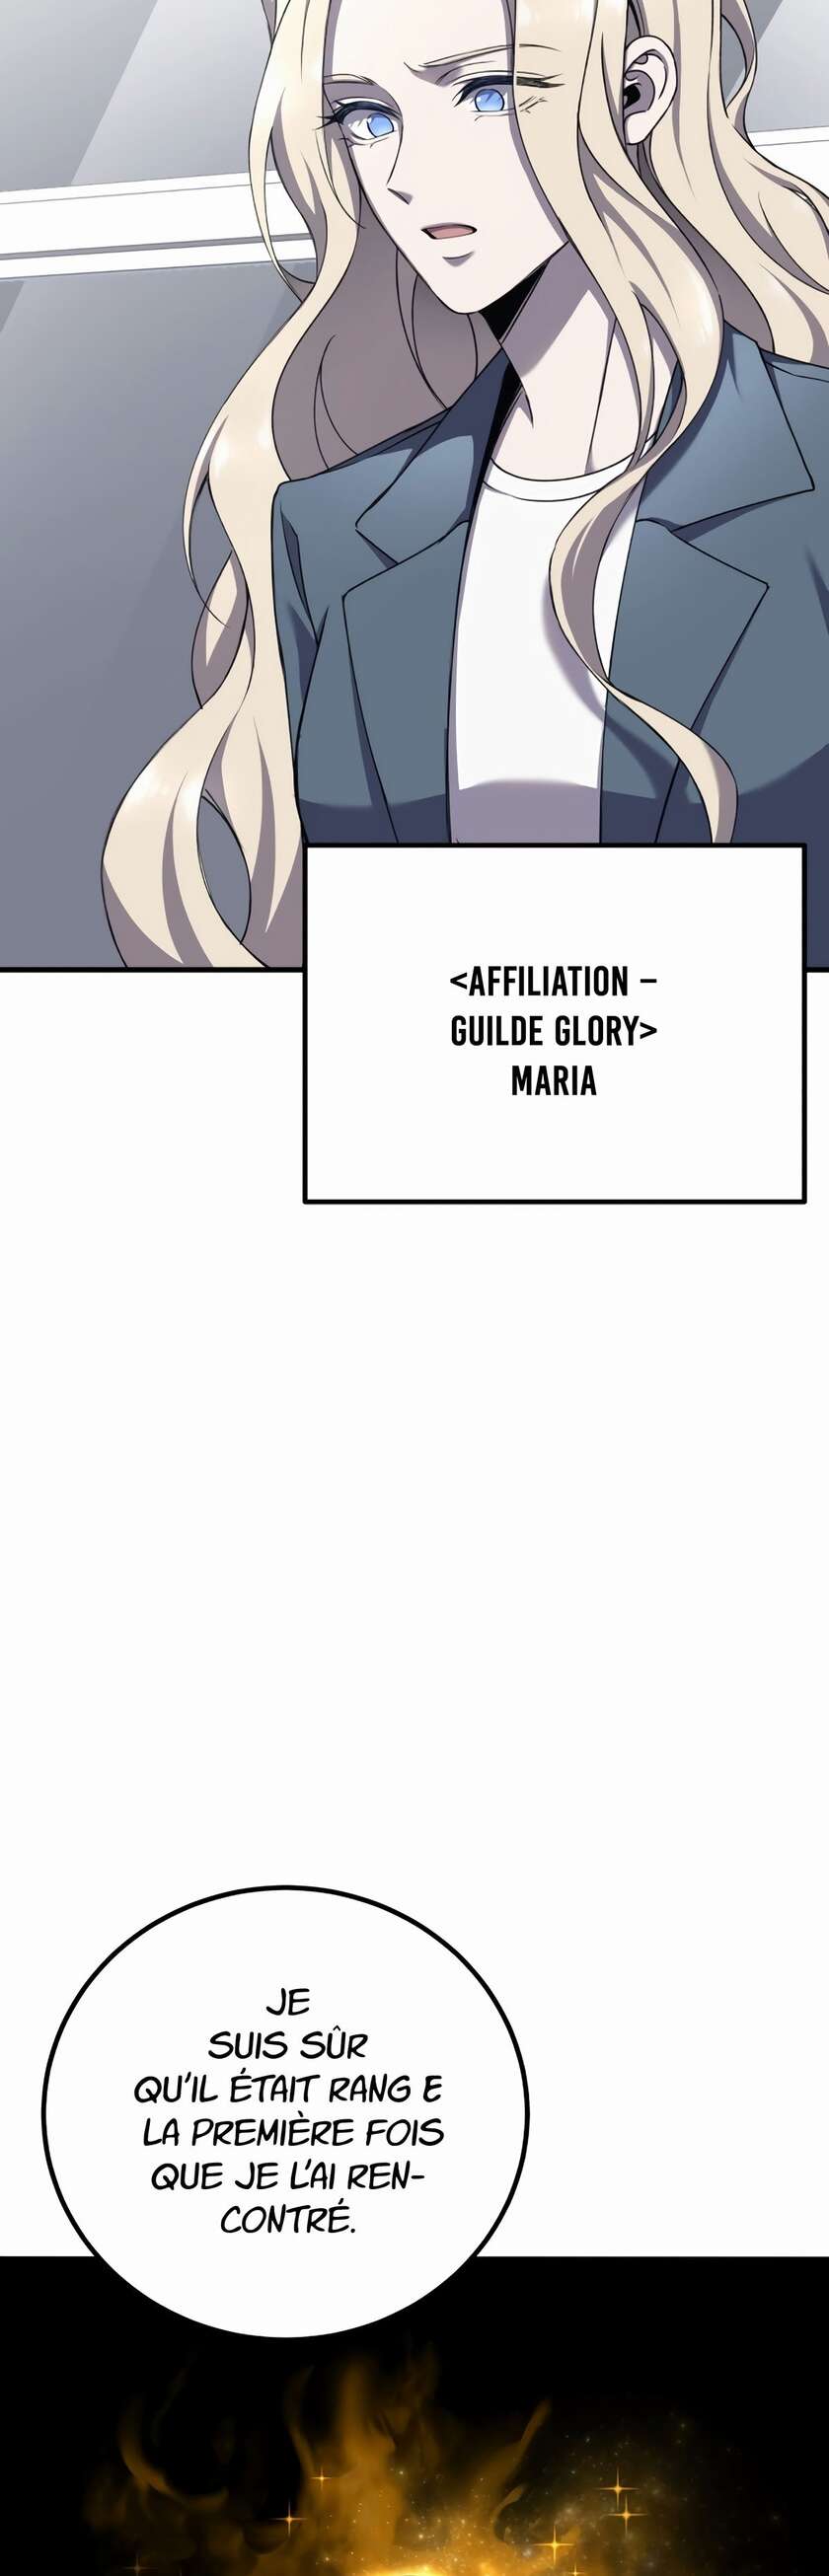 <AFFILIATION –
GUILDE GLORY>
MARIA
JE
SUIS SÛR
QU'IL ÉTAIT RANG E
LA PREMIÈRE FOIS
QUE JE L'AI REN-
CONTRÉ.